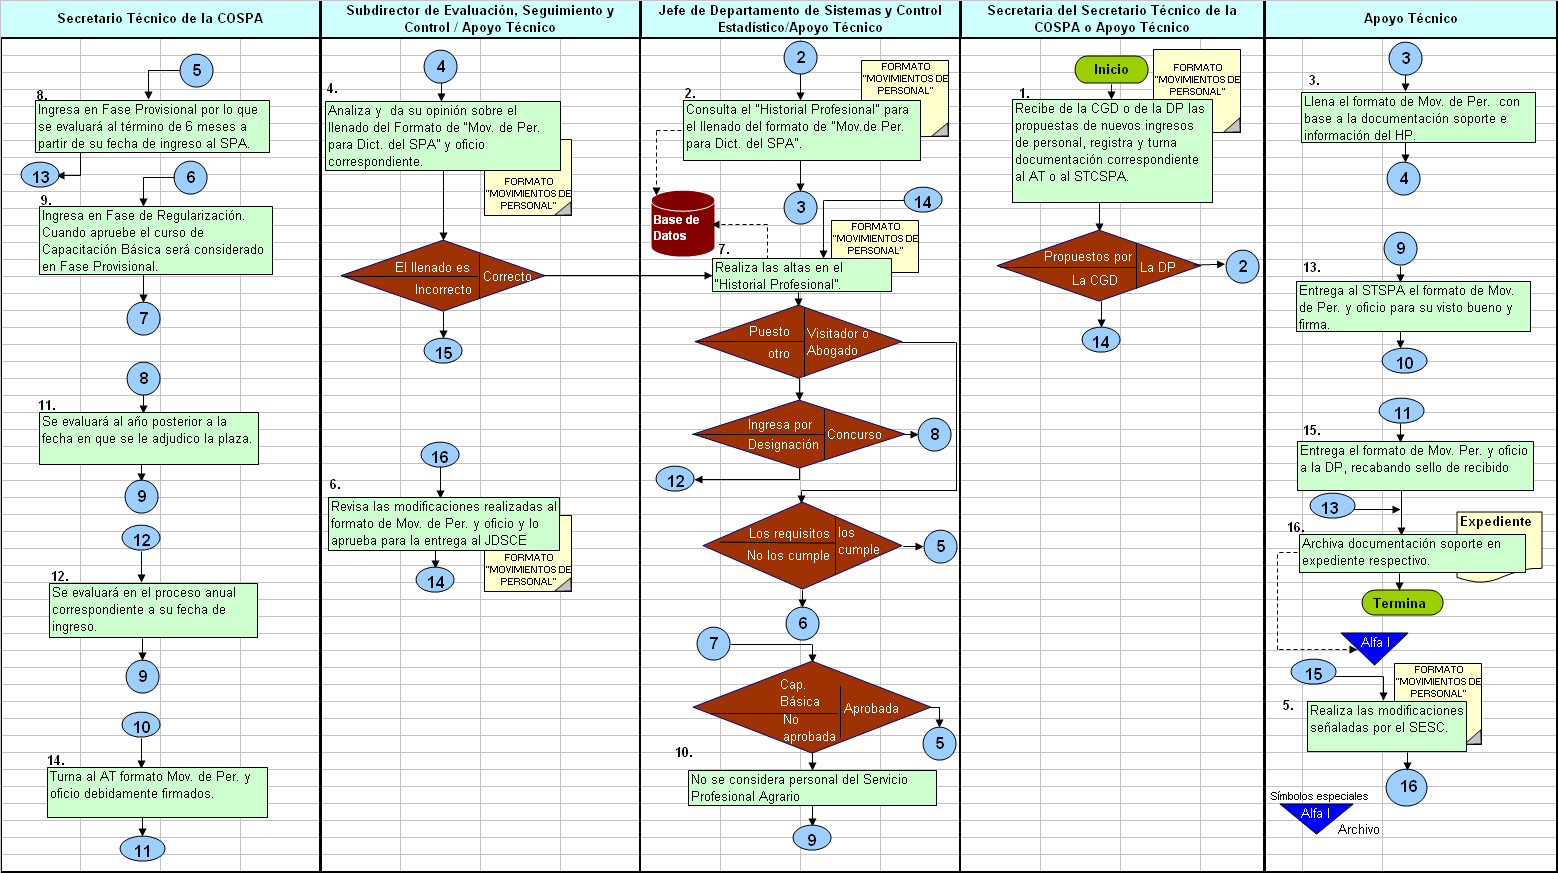 Secretario Técnico de la COSPA
5
8.
Ingresa en Fase Provisional por lo que
se evaluará al término de 6 meses a
partir de su fecha de ingreso al SPA.
13
6
9.
Ingresa en Fase de Regularización.
Cuando apruebe el curso de
Capacitación Básica será considerado
en Fase Provisional.
7
8
11.
Se evaluará al año posterior a la
fecha en que se le adjudico la plaza.
9
12
12.
Se evaluará en el proceso anual
correspondiente a su fecha de
ingreso.
9
10
14.
Turna al AT formato Mov. de Per. y
oficio debidamente firmados.
11
Subdirector de Evaluación, Seguimiento y
Control / Apoyo Técnico
4
4.
Analiza y  da su opinión sobre el
llenado del Formato de "Mov. de Per.
para Dict. del SPA" y oficio
correspondiente.
FORMATO
"MOVIMIENTOS DE
PERSONAL"
El llenado es
Incorrecto
Correcto
15
16
6.
Revisa las modificaciones realizadas al
formato de Mov. de Per. y oficio y lo
aprueba para la entrega al JDSCE
FORMATO
"MOVIMIENTOS DE
PERSONAL"
14
Jefe de Departamento de Sistemas y Control
Estadístico/Apoyo Técnico
2
FORMATO
"MOVIMIENTOS DE
PERSONAL"
2.
Consulta el "Historial Profesional" para
el llenado del formato de "Mov.de Per.
para Dict. del SPA".
3
14
Base de
Datos
FORMATO
"MOVIMIENTOS DE
PERSONAL"
7.
Realiza las altas en el
"Historial Profesional".
Puesto
otro
Visitador o
Abogado
Ingresa por
Designación
Concurso
8
12
Los requisitos
No los cumple
los
cumple
5
6
7
Cap.
Básica
No
aprobada
Aprobada
5
10.
No se considera personal del Servicio
Profesional Agrario
9
Secretaria del Secretario Técnico de la
COSPA o Apoyo Técnico
Inicio
FORMATO
"MOVIMIENTOS DE
PERSONAL"
1.
Recibe de la CGD o de la DP las
propuestas de nuevos ingresos
de personal, registra y turna
documentación correspondiente
al AT o al STCSPA.
Propuestos por
La CGD
La DP
2
14
Apoyo Técnico
3
3.
Llena el formato de Mov. de Per.  con
base a la documentación soporte e
información del HP.
4
9
13.
Entrega al STSPA el formato de Mov.
de Per. y oficio para su visto bueno y
firma.
10
11
15.
Entrega el formato de Mov. Per. y oficio
a la DP, recabando sello de recibido
13
Expediente
16.
Archiva documentación soporte en
expediente respectivo.
Termina
Alfa I
15
FORMATO
"MOVIMIENTOS DE
PERSONAL"
5.
Realiza las modificaciones
señaladas por el SESC.
16
Símbolos especiales
Alfa I
Archivo